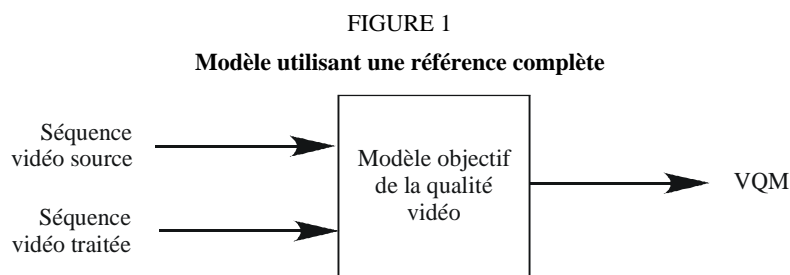 FIGURE 1
Modèle utilisant une référence complète
Séquence
vidéo source
Modèle objectif
de la qualité
vidéo
VQM
Séquence
vidéo traitée